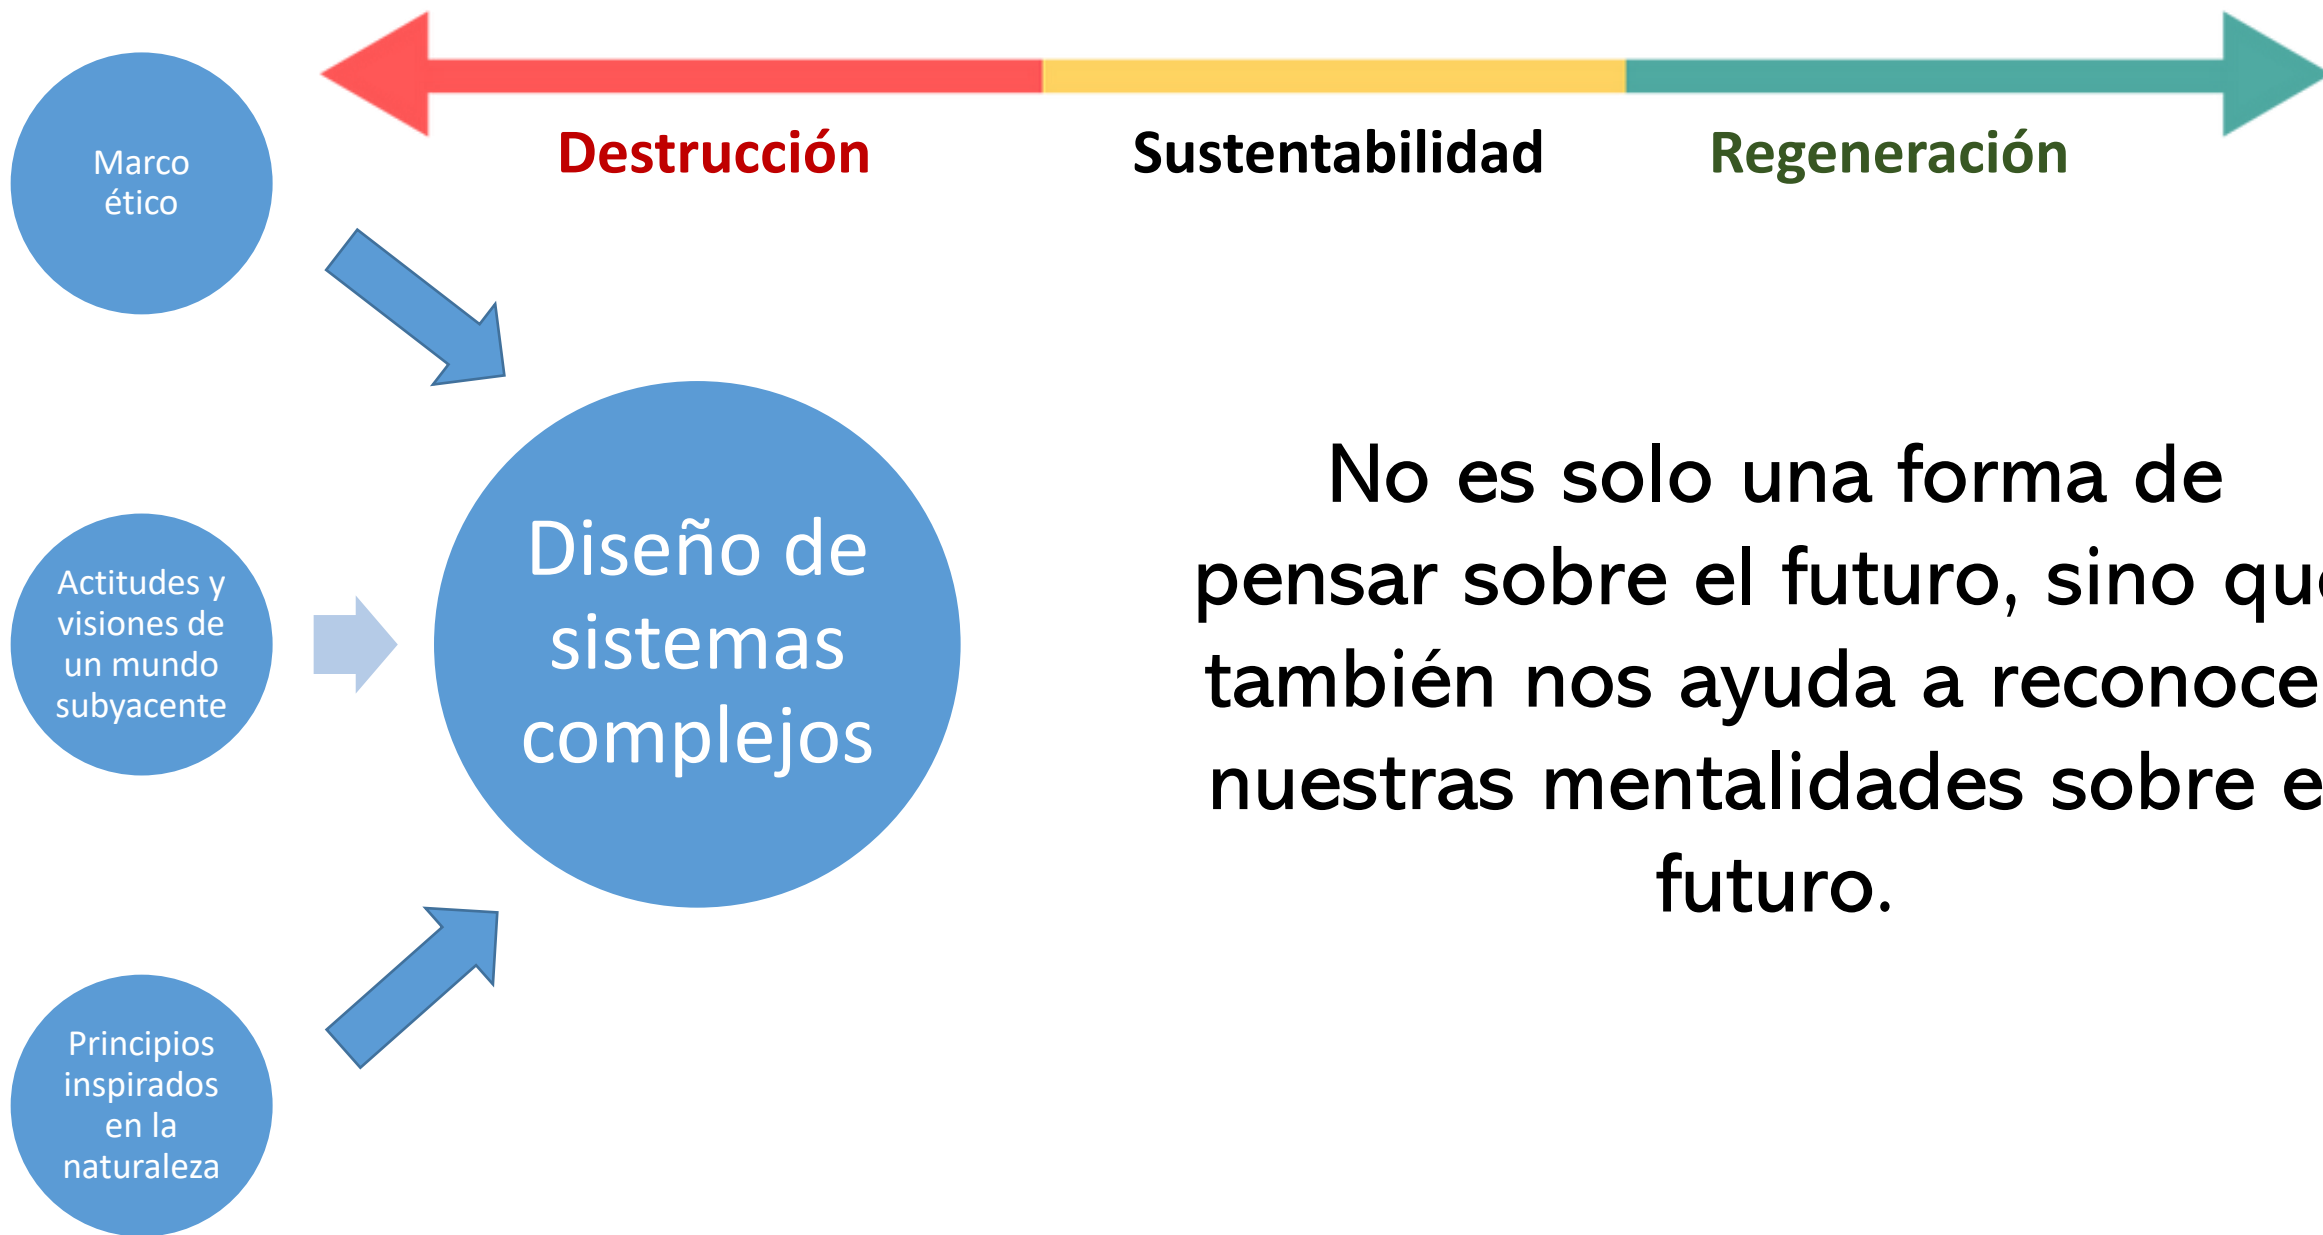 Destrucción
Sustentabilidad
Regeneración
Marco
ético
Actitudes y
visiones de
un mundo
subyacente
Principios
inspirados
en la
naturaleza
Diseño de
sistemas
complejos
No es solo una forma de
pensar sobre el futuro, sino que
también nos ayuda a reconoce
nuestras mentalidades sobre e
futuro.